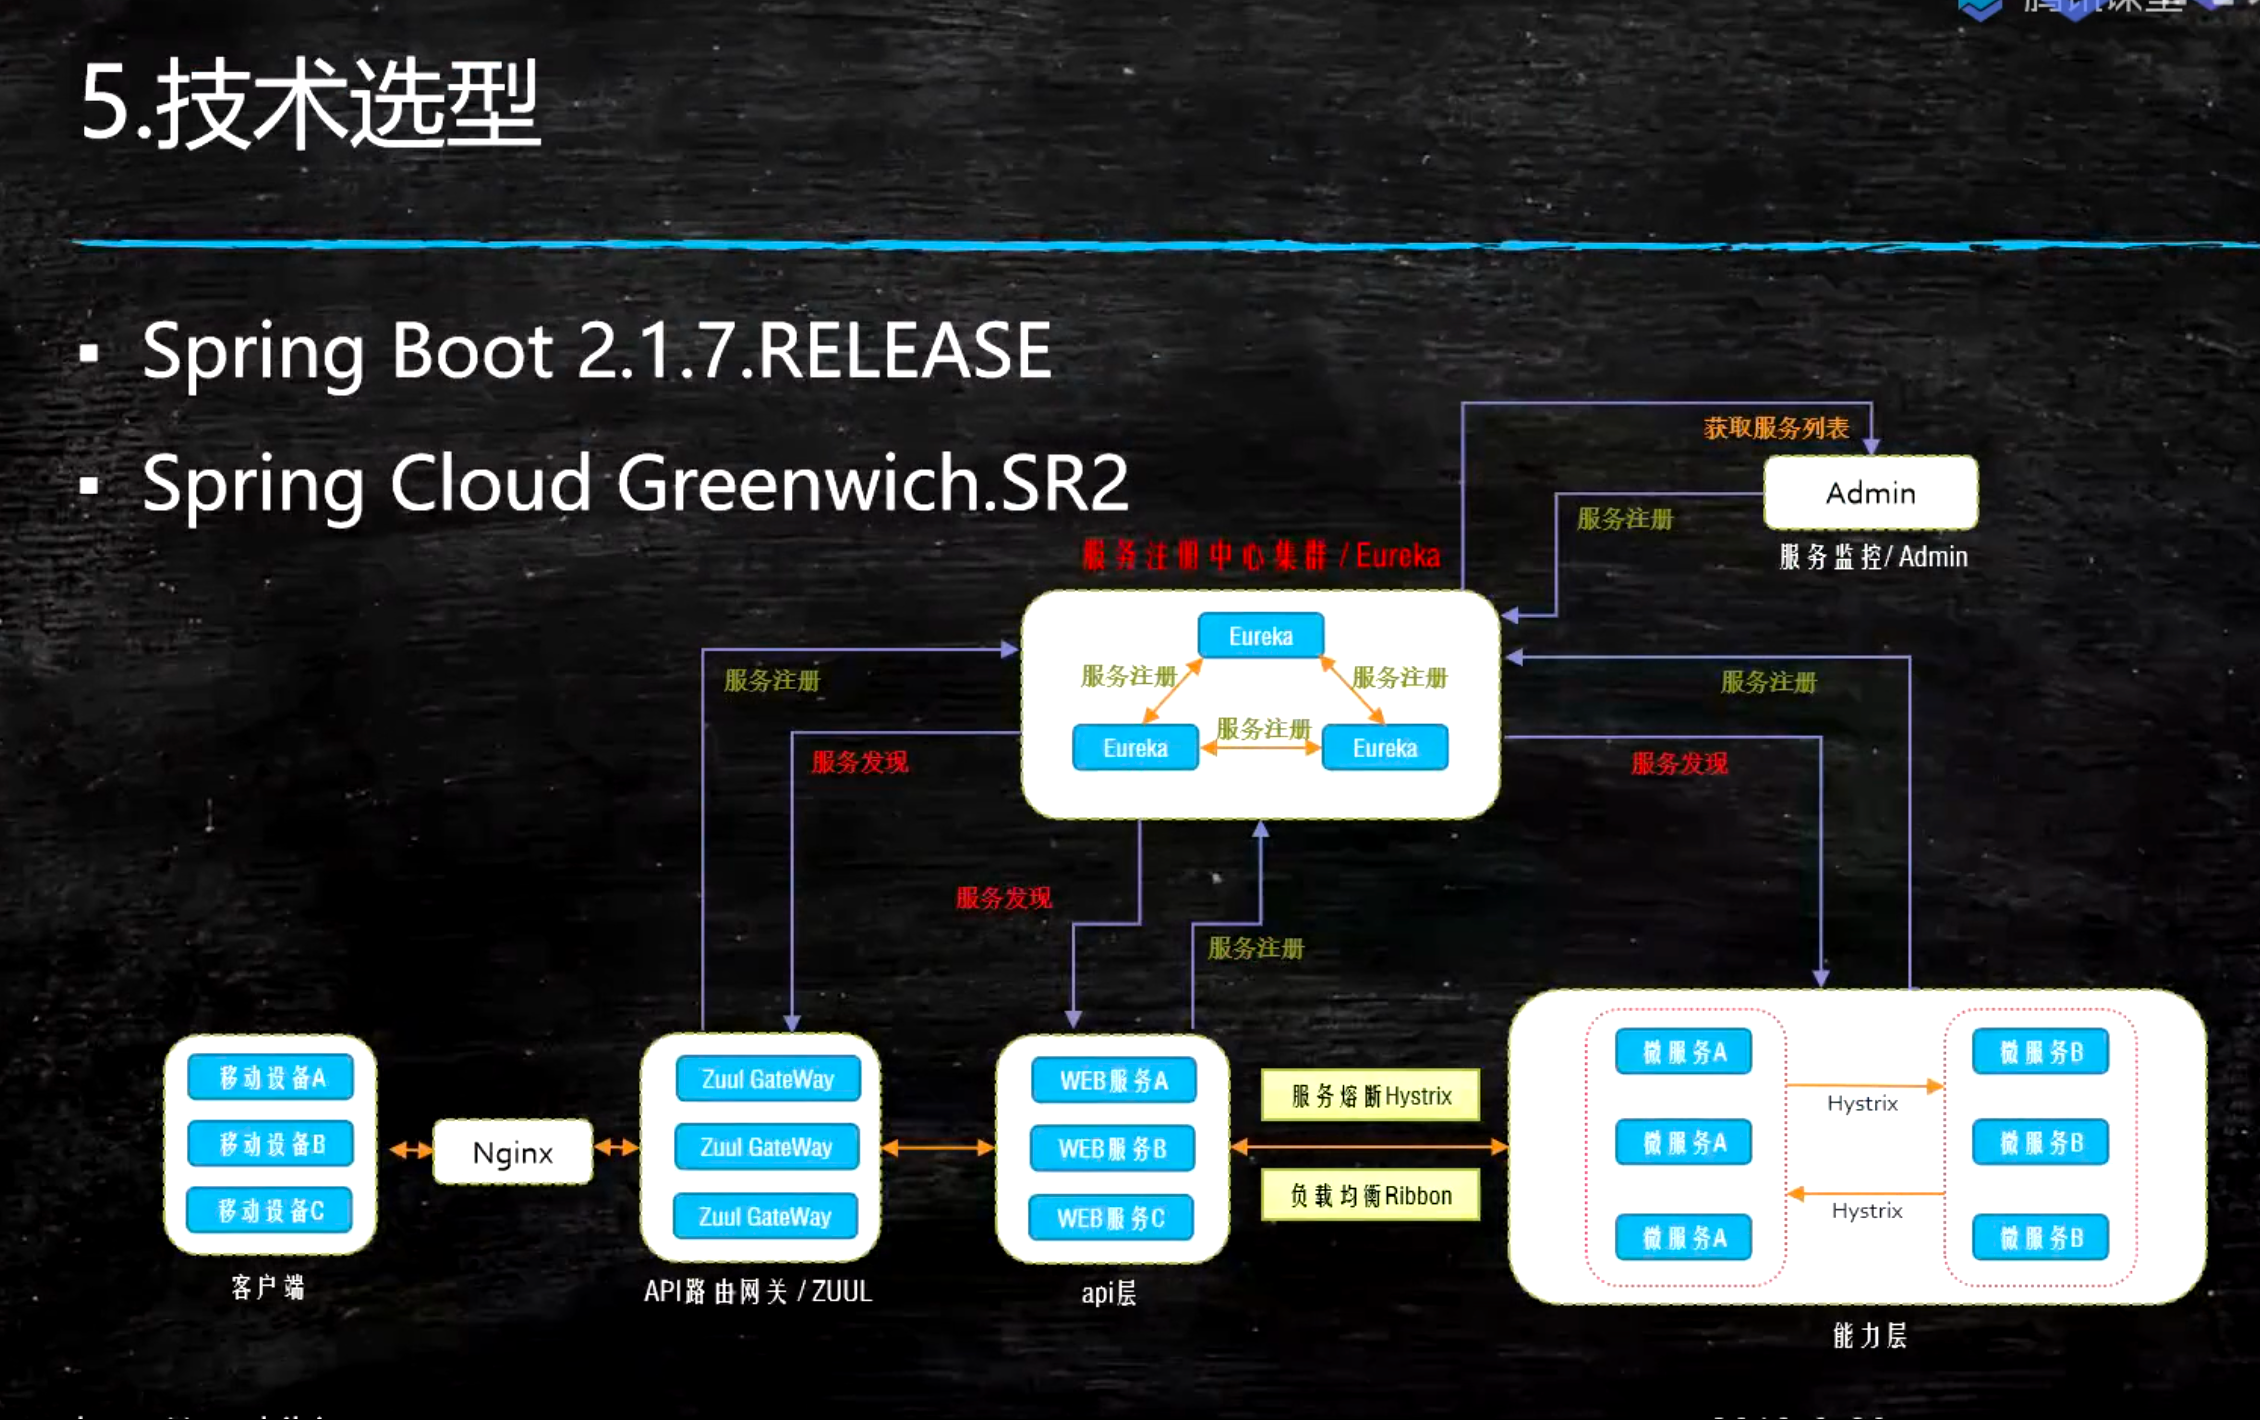 腾讯课堂
5.技术选型
▪ Spring Boot 2.1.7.RELEASE
▪ Spring Cloud Greenwich.SR2
获取服务列表
Admin
服务注册
服务监控/Admin
服务注册中心集群/Eureka
Eureka
服务注册
服务注册
服务注册
Eureka
Eureka
服务注册
服务发现
服务注册
服务发现
服务发现
服务注册
移动设备A
移动设备B
移动设备C
客户端
Nginx
Zuul GateWay
Zuul GateWay
Zuul GateWay
API路由网关/ZUUL
WEB服务A
WEB服务B
WEB服务C
api层
服务熔断Hystrix
负载均衡Ribbon
微服务A
微服务A
微服务A
Hystrix
Hystrix
微服务B
微服务B
微服务B
能力层